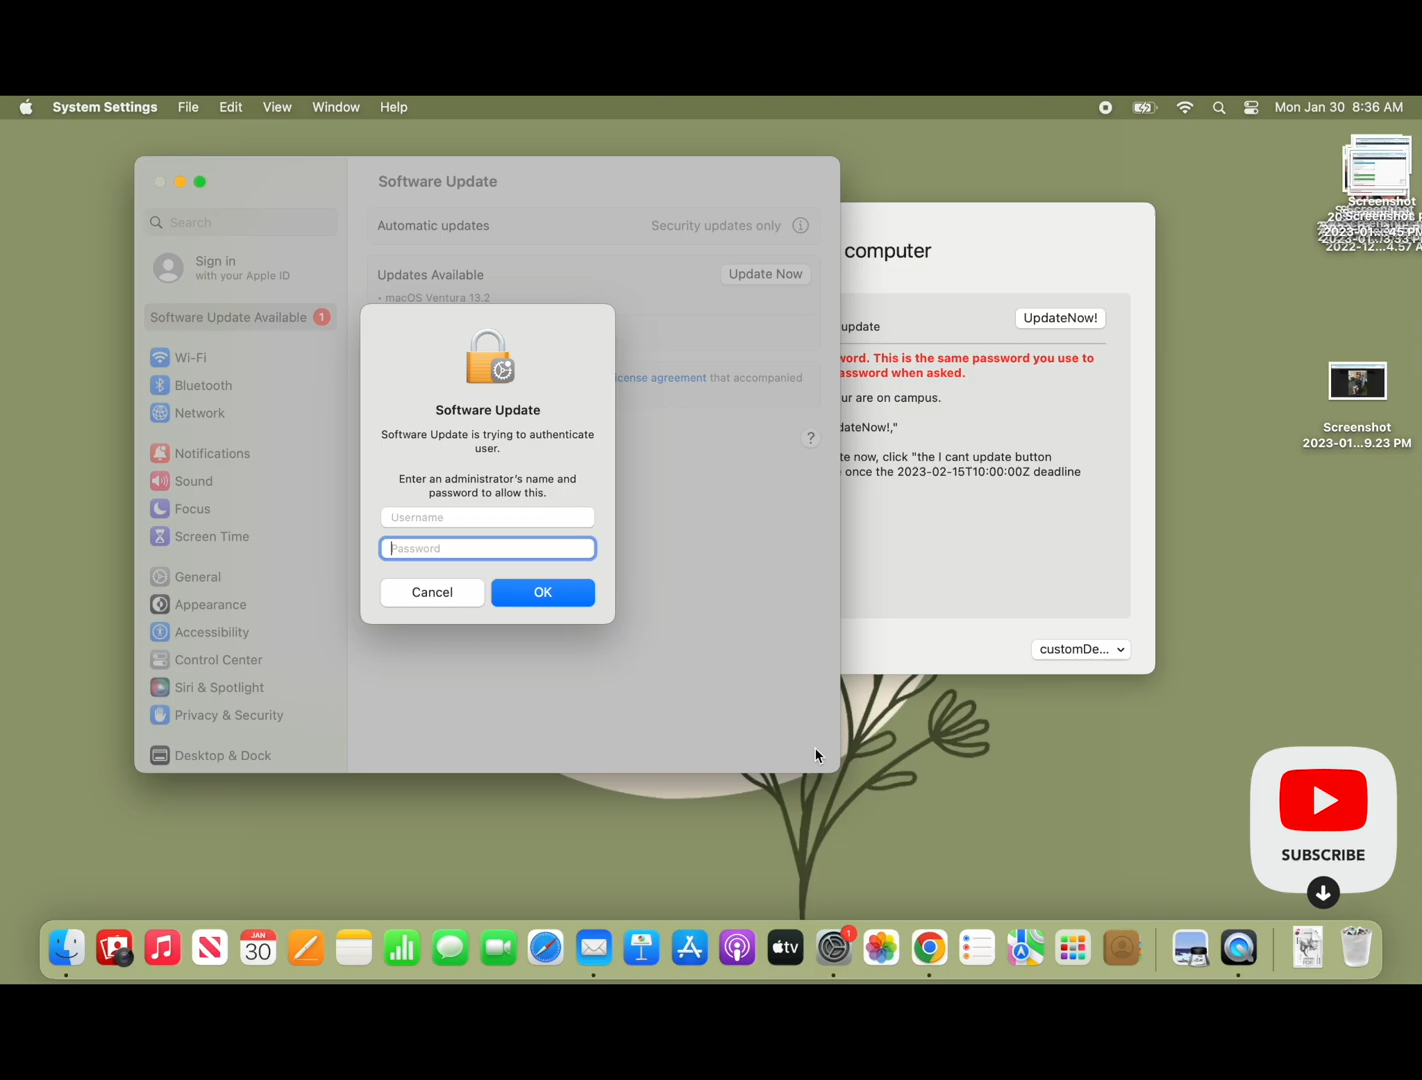 System Settings File Edit View Window Help Mon Jan 30 8:36 AM
Software Update
Search
Automatic updates Security updates only
Sign in
with your Apple ID
Updates Available Update Now
• macOS Ventura 13.2
Software Update Available 1
icense agreement that accompanied
?
Wi-Fi
Bluetooth
Network
Notifications
Sound
Focus
Screen Time
General
Appearance
Accessibility
Control Center
Siri & Spotlight
Privacy & Security
Desktop & Dock
Software Update
Software Update is trying to authenticate
user.
Enter an administrator's name and
password to allow this.
Username
Password
Cancel OK
computer
update UpdateNow!
word. This is the same password you use to
assword when asked.
ur are on campus.
dateNow!,"
te now, click "the I cant update button
once the 2023-02-15T10:00:00Z deadline
customDe...
Screenshot
2022-12...4.57 A
Screenshot
2023-01...9.23 PM
SUBSCRIBE
JAN
30
tv
1